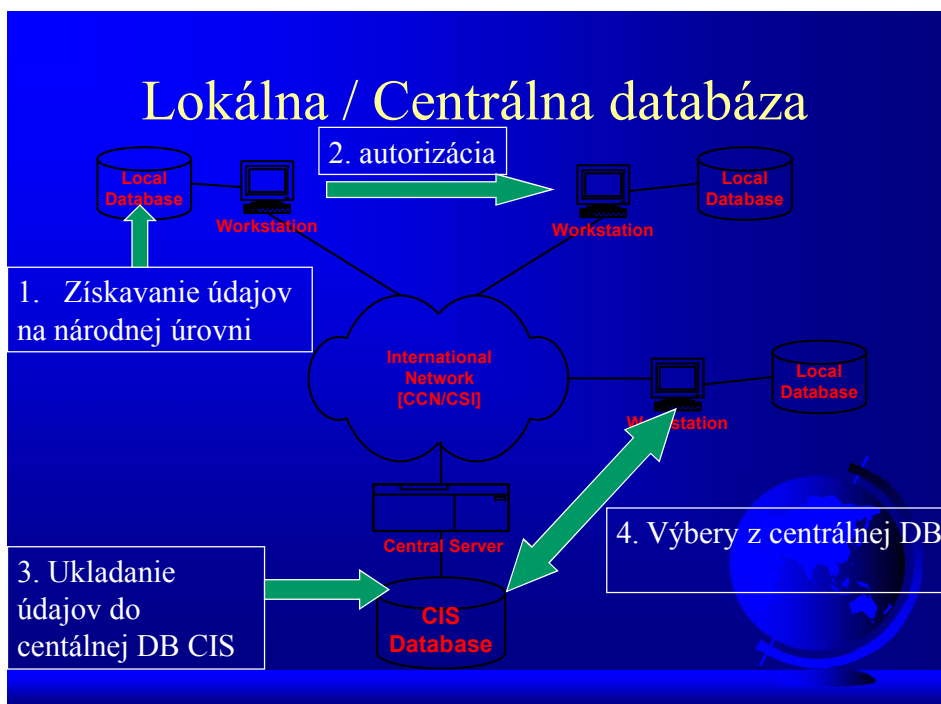 Lokálna / Centrálna databáza
2. autorizácia
Local
Database
Workstation
Local
Database
Workstation
1. Získavanie údajov
na národnej úrovni
International
Network
[CCN/CSI]
Local
Database
Workstation
Central Server
4. Výbery z centrálnej DB
3. Ukladanie
údajov do
centálnej DB CIS
CIS
Database